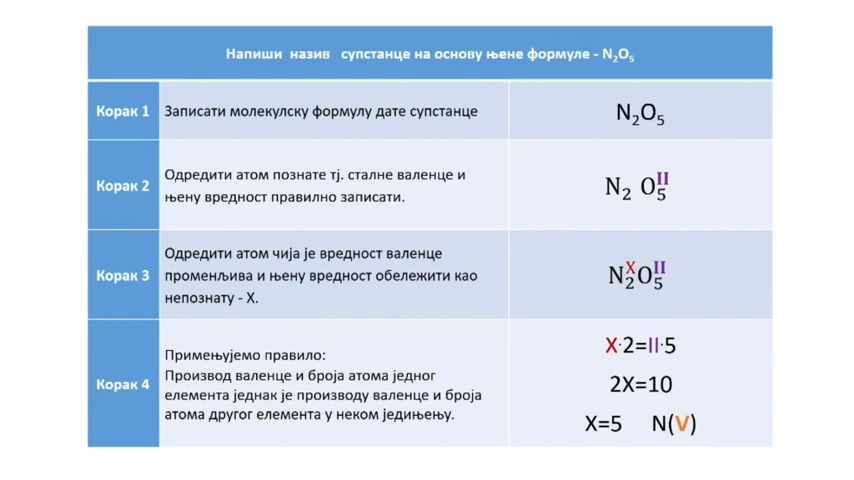 Напиши назив супстанце на основу њене формуле - N₂O₅
Корак 1
Записати молекулску формулу дате супстанце
N₂O₅
Корак 2
Одредити атом познате тј. сталне валенце и
њену вредност правилно записати.
N₂ O₅ᴵᴵ
Корак 3
Одредити атом чија је вредност валенце
променљива и њену вредност обележити као
непознату - X.
N₂ˣO₅ᴵᴵ
Корак 4
Примењујемо правило:
Производ валенце и броја атома једног
елемента једнак је производу валенце и броја
атома другог елемента у неком једињењу.
X·2=II·5
2X=10
X=5 N(V)